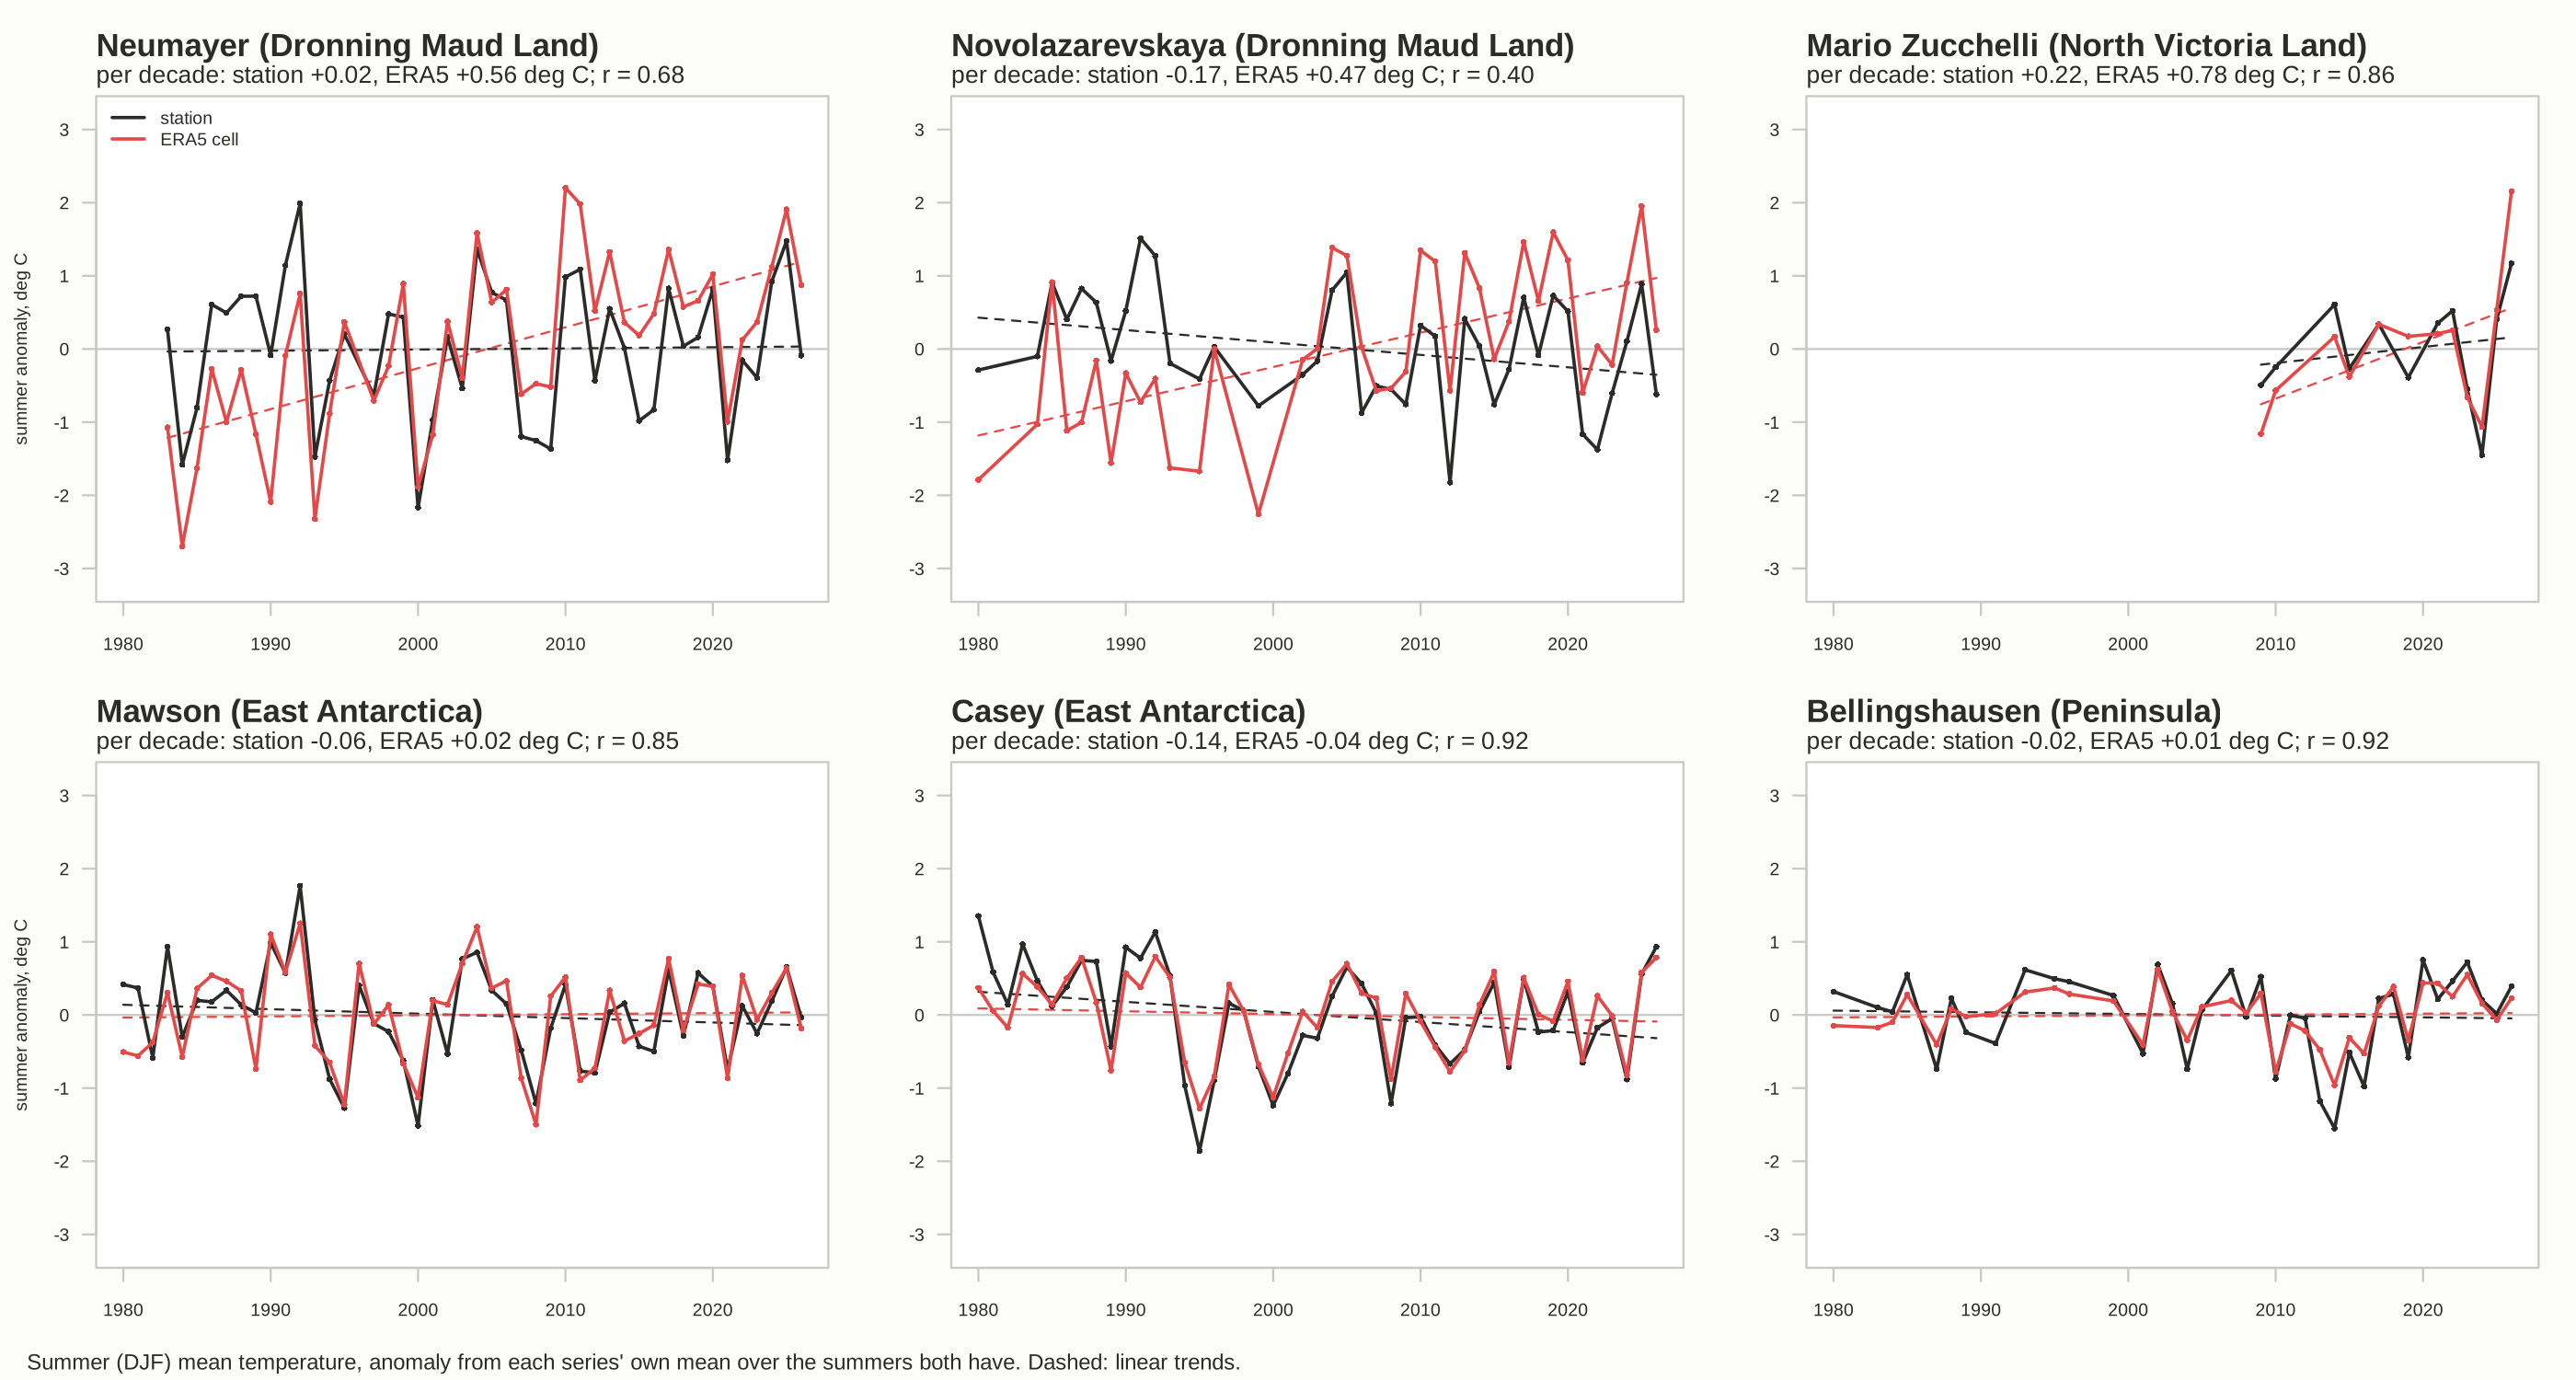 Neumayer (Dronning Maud Land)
per decade: station +0.02, ERA5 +0.56 deg C; r = 0.68
station
ERA5 cell
summer anomaly, deg C
3
2
1
0
-1
-2
-3
1980 1990 2000 2010 2020
Novolazarevskaya (Dronning Maud Land)
per decade: station -0.17, ERA5 +0.47 deg C; r = 0.40
3
2
1
0
-1
-2
-3
1980 1990 2000 2010 2020
Mario Zucchelli (North Victoria Land)
per decade: station +0.22, ERA5 +0.78 deg C; r = 0.86
3
2
1
0
-1
-2
-3
1980 1990 2000 2010 2020
Mawson (East Antarctica)
per decade: station -0.06, ERA5 +0.02 deg C; r = 0.85
summer anomaly, deg C
3
2
1
0
-1
-2
-3
1980 1990 2000 2010 2020
Casey (East Antarctica)
per decade: station -0.14, ERA5 -0.04 deg C; r = 0.92
3
2
1
0
-1
-2
-3
1980 1990 2000 2010 2020
Bellingshausen (Peninsula)
per decade: station -0.02, ERA5 +0.01 deg C; r = 0.92
3
2
1
0
-1
-2
-3
1980 1990 2000 2010 2020
Summer (DJF) mean temperature, anomaly from each series' own mean over the summers both have. Dashed: linear trends.